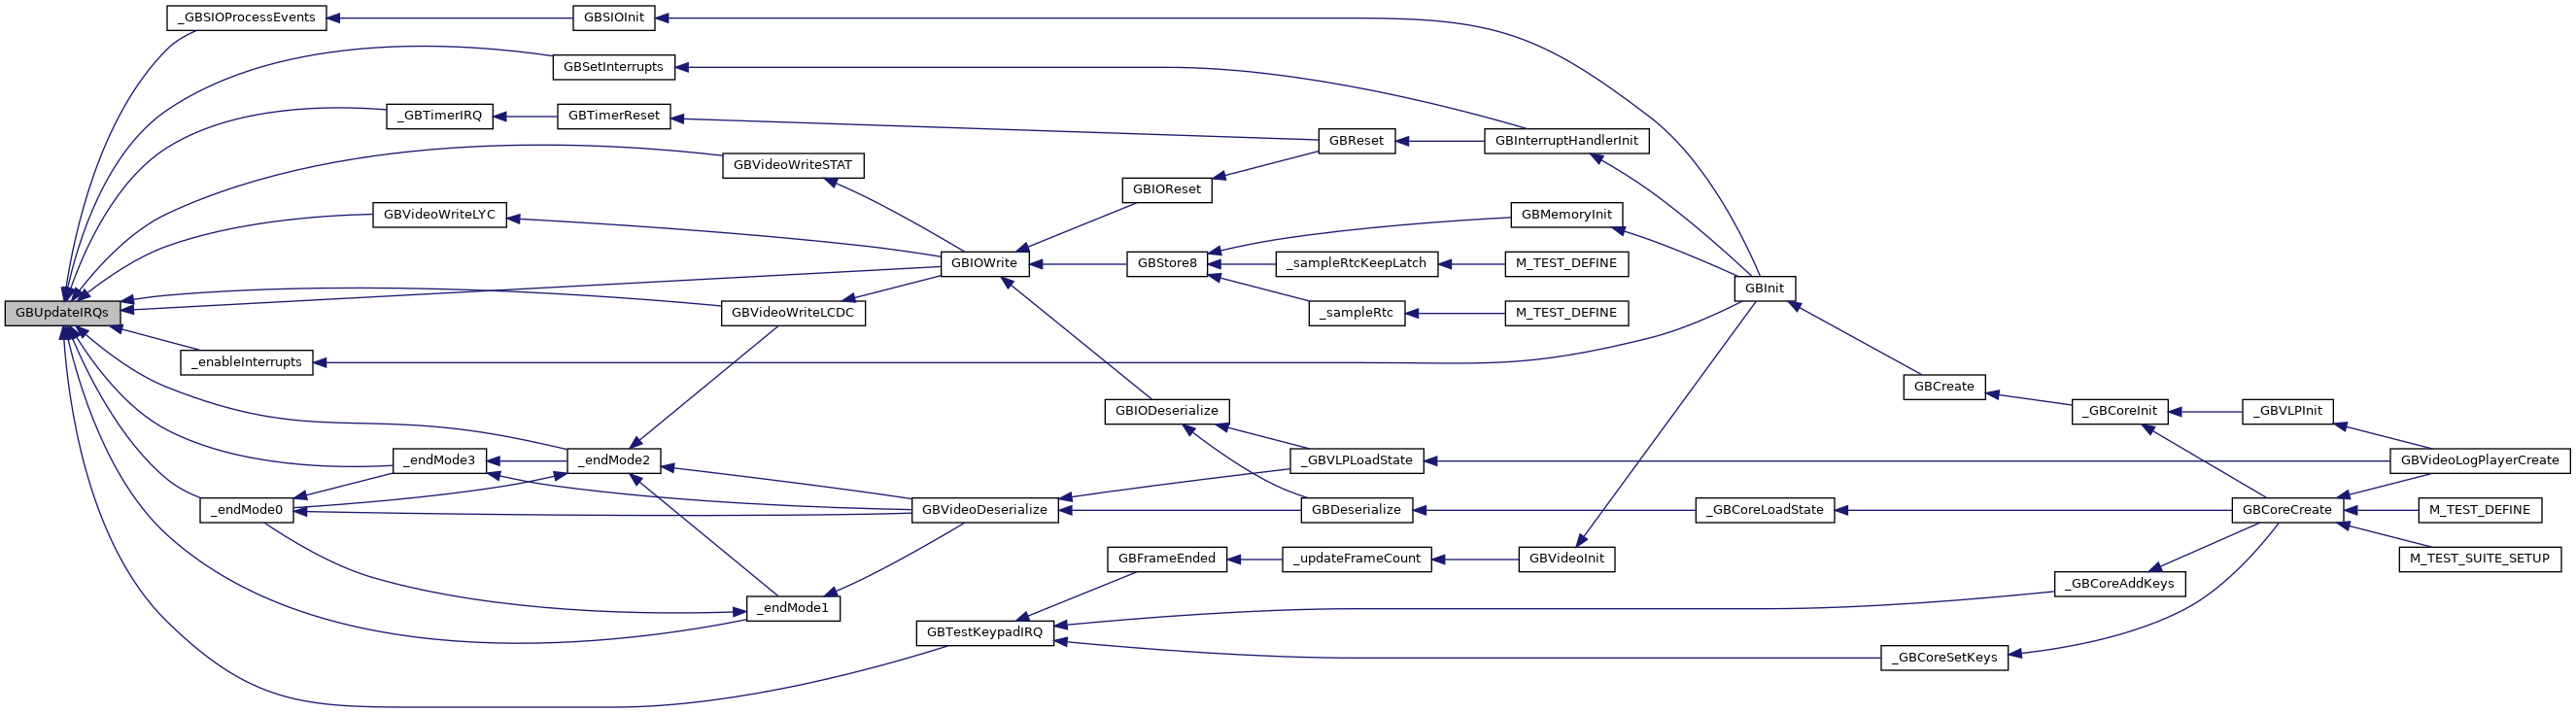 _GBSIOProcessEvents
GBSIOInit
GBSetInterrupts
_GBTimerIRQ
GBTimerReset
GBReset
GBInterruptHandlerInit
GBVideoWriteSTAT
GBIOReset
GBVideoWriteLYC
GBMemoryInit
GBIOWrite
GBStore8
_sampleRtcKeepLatch
M_TEST_DEFINE
GBInit
GBUpdateIRQs
GBVideoWriteLCDC
_sampleRtc
M_TEST_DEFINE
_enableInterrupts
GBCreate
GBIODeserialize
_GBCoreInit
_GBVLPInit
_endMode3
_endMode2
_GBVLPLoadState
GBVideoLogPlayerCreate
_endMode0
GBVideoDeserialize
GBDeserialize
_GBCoreLoadState
GBCoreCreate
M_TEST_DEFINE
GBFrameEnded
_updateFrameCount
GBVideoInit
M_TEST_SUITE_SETUP
_GBCoreAddKeys
_endMode1
GBTestKeypadIRQ
_GBCoreSetKeys